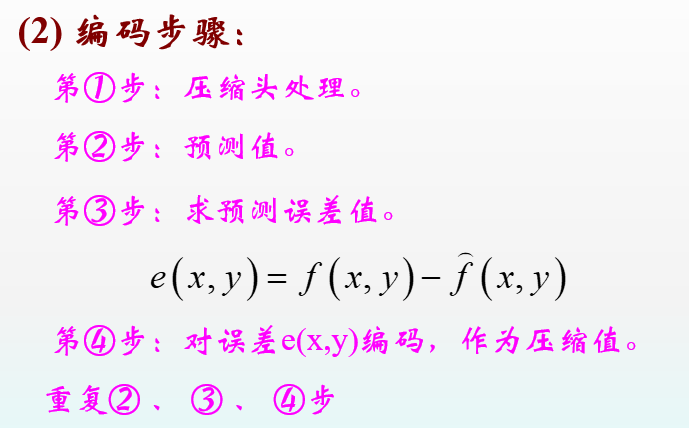 (2) 编码步骤：
第①步：压缩头处理。
第②步：预测值。
第③步：求预测误差值。
e(x,y)=f(x,y)−f̂(x,y)
第④步：对误差e(x,y)编码，作为压缩值。
重复②、③、④步